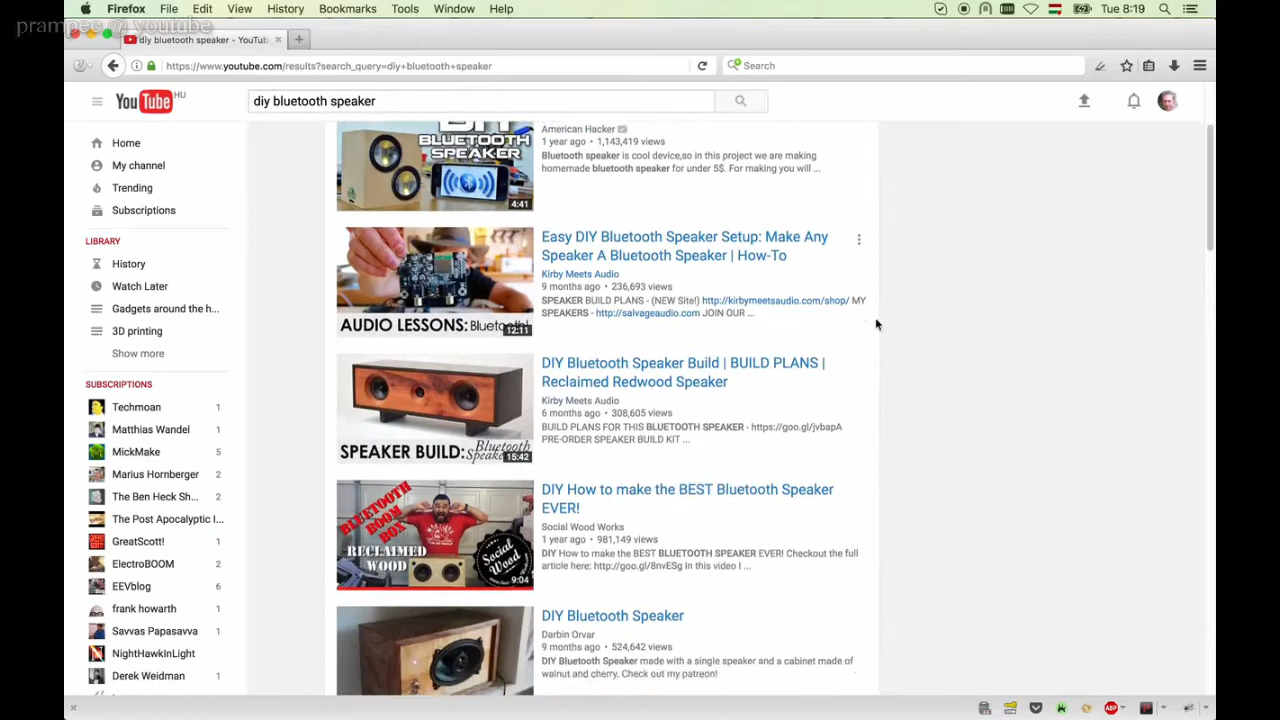 Firefox File Edit View History Bookmarks Tools Window Help Tue 8:19
prampec @ youtube
diy bluetooth speaker - YouTub
https://www.youtube.com/results?search_query=diy+bluetooth+speaker
Search
YouTube HU
diy bluetooth speaker
Home
My channel
Trending
Subscriptions
LIBRARY
History
Watch Later
Gadgets around the h...
3D printing
Show more
SUBSCRIPTIONS
Techmoan 1
Matthias Wandel 1
MickMake 5
Marius Hornberger 2
The Ben Heck Sh... 2
The Post Apocalyptic I...
GreatScott! 1
ElectroBOOM 2
EEVblog 6
frank howarth 1
Savvas Papasavva 1
NightHawkInLight
Derek Weidman 1
DIY
BLUETOOTH
SPEAKER
4:41
American Hacker
1 year ago • 1,143,419 views
Bluetooth speaker is cool device,so in this project we are making
homemade bluetooth speaker for under 5$. For making you will ...
AUDIO LESSONS: Bluetooth!
12:11
Easy DIY Bluetooth Speaker Setup: Make Any
Speaker A Bluetooth Speaker | How-To
Kirby Meets Audio
9 months ago • 236,693 views
SPEAKER BUILD PLANS - (NEW Site!) http://kirbymeetsaudio.com/shop/ MY
SPEAKERS - http://salvageaudio.com JOIN OUR ...
SPEAKER BUILD: Bluetooth
Speaker
15:42
DIY Bluetooth Speaker Build | BUILD PLANS |
Reclaimed Redwood Speaker
Kirby Meets Audio
6 months ago • 308,605 views
BUILD PLANS FOR THiS BLUETOOTH SPEAKER - https://goo.gl/jvbapA
PRE-ORDER SPEAKER BUILD KIT ...
BLUETOOTH
BOOM
BOX
RECLAIMED
WOOD
Social
Wood
9:04
DIY How to make the BEST Bluetooth Speaker
EVER!
Social Wood Works
1 year ago • 981,149 views
DIY How to make the BEST BLUETOOTH SPEAKER EVER! Checkout the full
article here: http://goo.gl/8nvESg In this video I ...
DIY Bluetooth Speaker
Darbin Orvar
9 months ago • 524,642 views
DIY Bluetooth Speaker made with a single speaker and a cabinet made of
walnut and cherry. Check out my patreon!
ABP